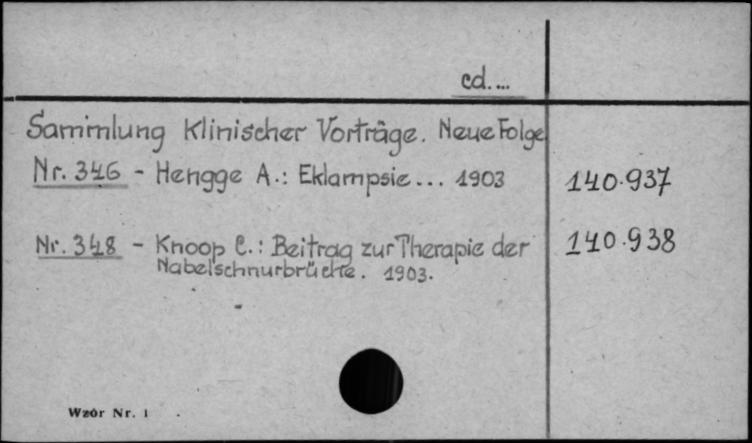 cd. ...
Sammlung Klinischer Vorträge. Neue Folge
Nr. 346 - Hengge A.: Eklampsie... 1903 140.937
Nr. 348 - Knoop C.: Beitrag zur Therapie der 140.938
Nabelschnurbrüche. 1903.
Wzór Nr. 1